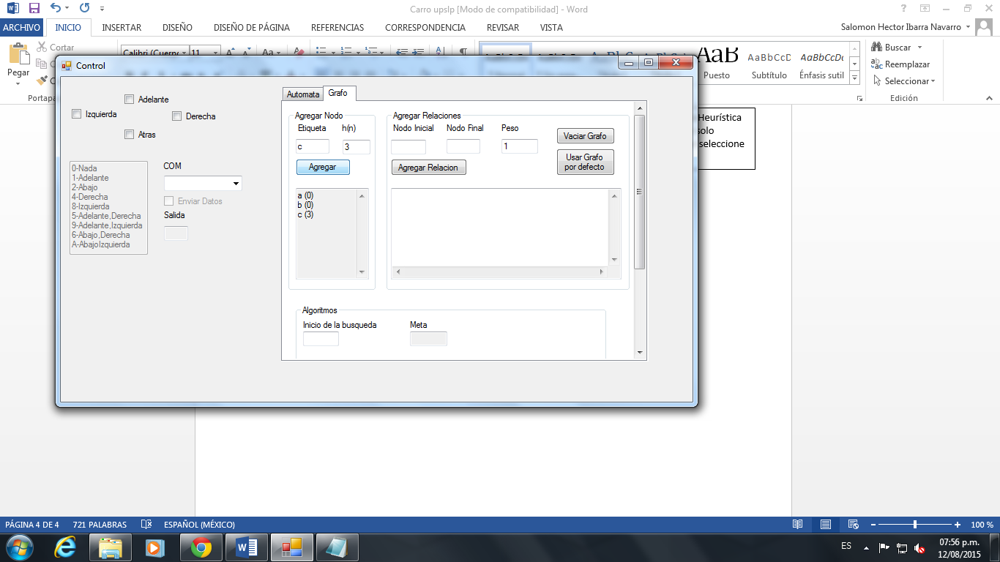 Carro upslp [Modo de compatibilidad] - Word
ARCHIVO INICIO INSERTAR DISEÑO DISEÑO DE PÁGINA REFERENCIAS CORRESPONDENCIA REVISAR VISTA
Salomon Hector Ibarra Navarro
Pegar
Cortar
Calibri (Cuerpo 11
Puesto
AaBbCcD
Subtítulo
AaBbCcDc
Énfasis sutil
Buscar
Reemplazar
Seleccionar
Edición
Heurística
solo
seleccione
Control
Adelante
Izquierda
Derecha
Atras
0-Nada
1-Adelante
2-Abajo
4-Derecha
8-Izquierda
5-Adelante,Derecha
9-Adelante,Izquierda
6-Abajo,Derecha
A-AbajoIzquierda
COM
Enviar Datos
Salida
Automata Grafo
Agregar Nodo
Etiqueta h(n)
c 3
Agregar
a (0)
b (0)
c (3)
Agregar Relaciones
Nodo Inicial Nodo Final Peso
1
Agregar Relacion
Vaciar Grafo
Usar Grafo
por defecto
Algoritmos
Inicio de la busqueda Meta
PÁGINA 4 DE 4 721 PALABRAS ESPAÑOL (MÉXICO)
100 %
ES
07:56 p.m.
12/08/2015